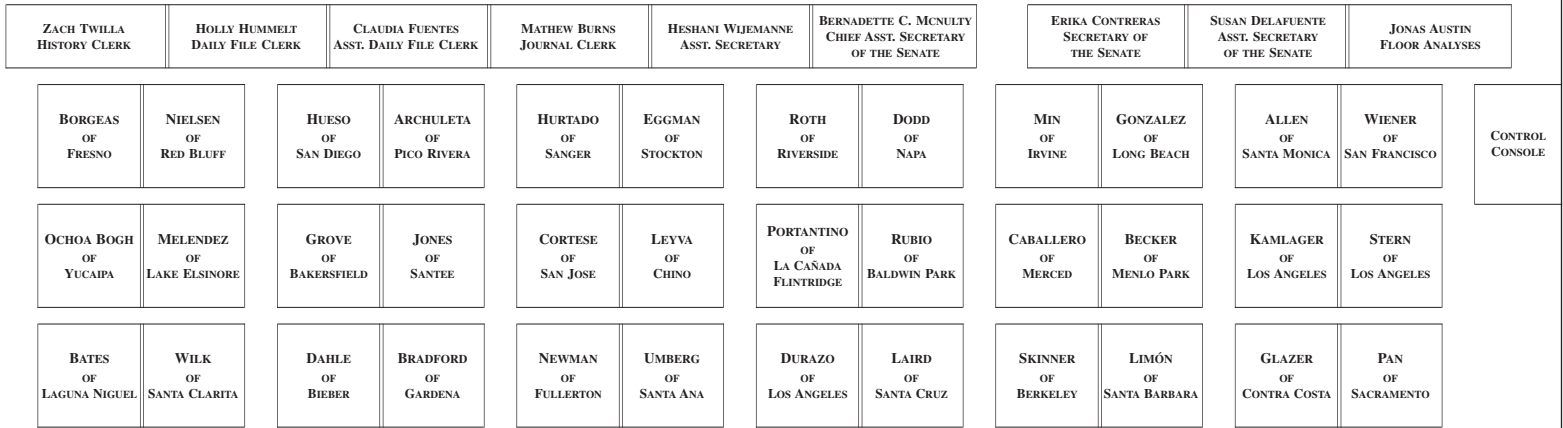 ZACH TWILLA
HISTORY CLERK
HOLLY HUMMELT
DAILY FILE CLERK
CLAUDIA FUENTES
ASST. DAILY FILE CLERK
MATHEW BURNS
JOURNAL CLERK
HESHANI WIJEMANNE
ASST. SECRETARY
BERNADETTE C. MCNULTY
CHIEF ASST. SECRETARY
OF THE SENATE
ERIKA CONTRERAS
SECRETARY OF
THE SENATE
SUSAN DELAFUENTE
ASST. SECRETARY
OF THE SENATE
JONAS AUSTIN
FLOOR ANALYSES
BORGEAS
OF
FRESNO
NIELSEN
OF
RED BLUFF
HUESO
OF
SAN DIEGO
ARCHULETA
OF
PICO RIVERA
HURTADO
OF
SANGER
EGGMAN
OF
STOCKTON
ROTH
OF
RIVERSIDE
DODD
OF
NAPA
MIN
OF
IRVINE
GONZALEZ
OF
LONG BEACH
ALLEN
OF
SANTA MONICA
WIENER
OF
SAN FRANCISCO
CONTROL
CONSOLE
OCHOA BOGH
OF
YUCAIPA
MELENDEZ
OF
LAKE ELSINORE
GROVE
OF
BAKERSFIELD
JONES
OF
SANTEE
CORTESE
OF
SAN JOSE
LEYVA
OF
CHINO
PORTANTINO
OF
LA CAÑADA
FLINTRIDGE
RUBIO
OF
BALDWIN PARK
CABALLERO
OF
MERCED
BECKER
OF
MENLO PARK
KAMLAGER
OF
LOS ANGELES
STERN
OF
LOS ANGELES
BATES
OF
LAGUNA NIGUEL
WILK
OF
SANTA CLARITA
DAHLE
OF
BIEBER
BRADFORD
OF
GARDENA
NEWMAN
OF
FULLERTON
UMBERG
OF
SANTA ANA
DURAZO
OF
LOS ANGELES
LAIRD
OF
SANTA CRUZ
SKINNER
OF
BERKELEY
LIMÓN
OF
SANTA BARBARA
GLAZER
OF
CONTRA COSTA
PAN
OF
SACRAMENTO